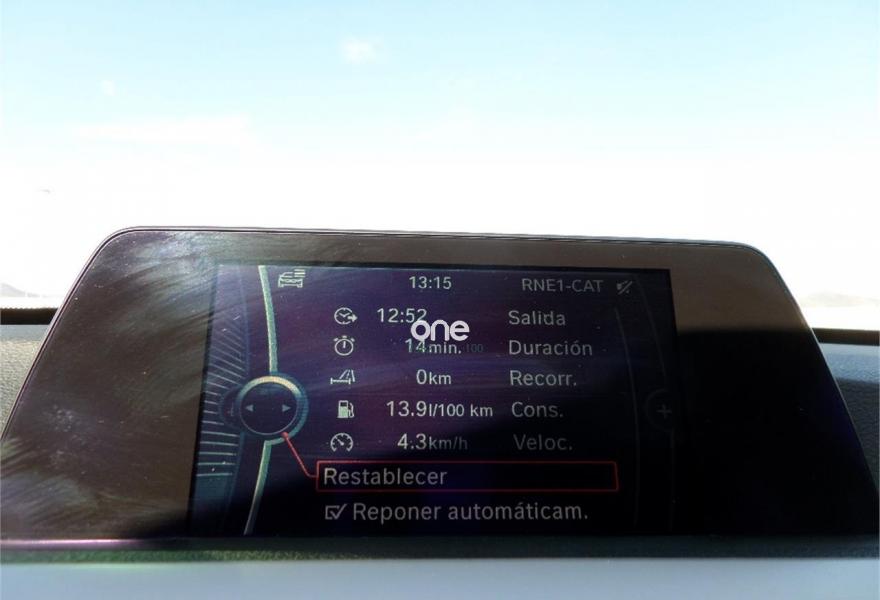 13:15 RNE1-CAT
12:52 Salida
one
14min. Duración
0km Recorr.
13.9l/100 km Cons.
4.3km/h Veloc.
Restablecer
Reponer automáticam.